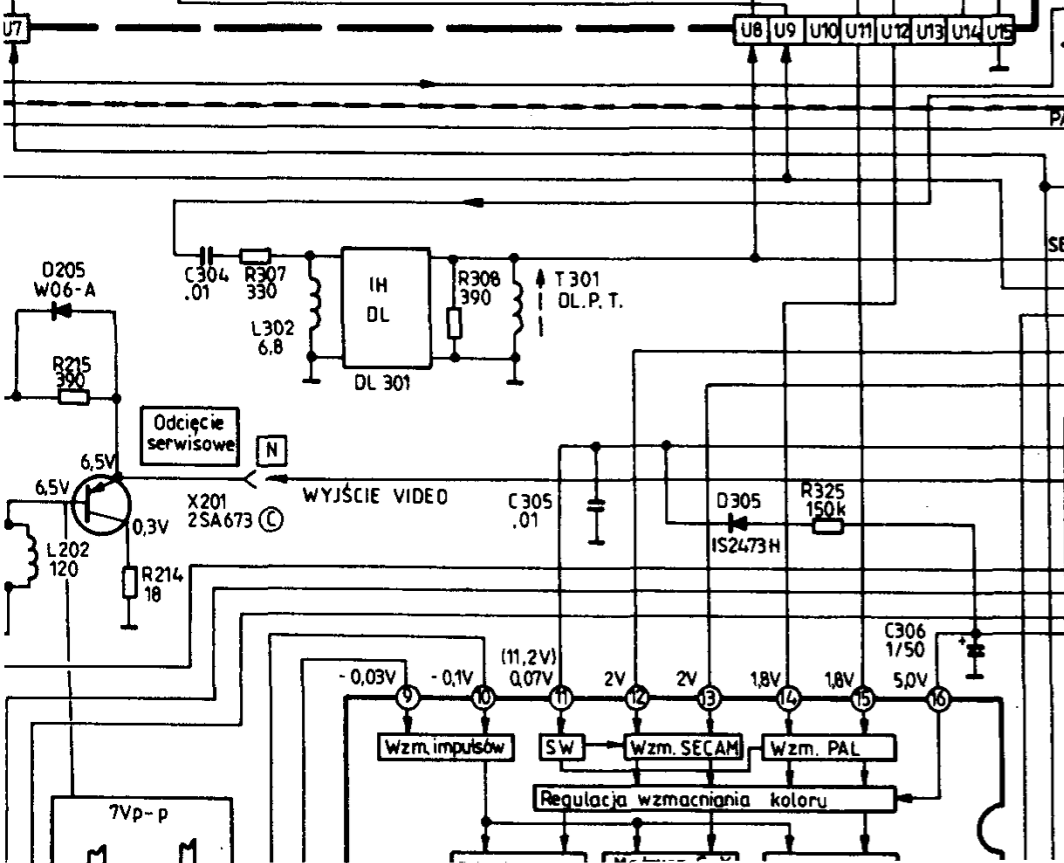 U7
U8 U9 U10 U11 U12 U13 U14 U15
C304
.01
R307
330
L302
6,8
IH
DL
DL 301
R308
390
T301
DL.P.T.
D205
W06-A
R215
390
Odcięcie
serwisowe
N
6,5V
6,5V
0,3V
X201
2SA673 C
WYJŚCIE VIDEO
L202
120
R214
18
C305
.01
D305
IS2473H
R325
150k
C306
1/50
+
- 0,03V
- 0,1V
(11,2V)
0,07V
2V
2V
1,8V
1,8V
5,0V
9 10 11 12 13 14 15 16
Wzm. impulsów
SW
Wzm. SECAM
Wzm. PAL
Regulacja wzmacniania koloru
7Vp-p